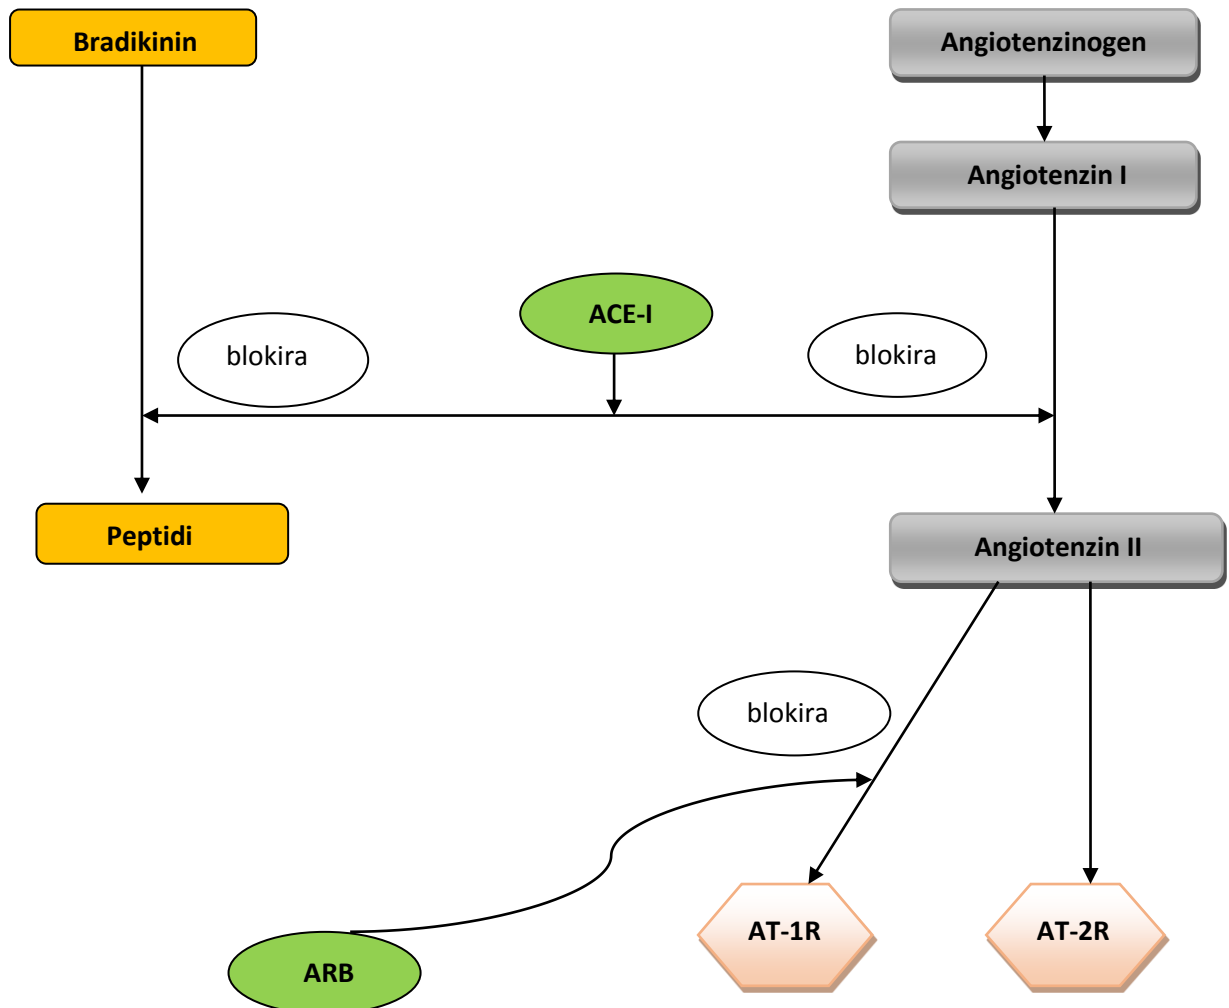 Bradikinin
Angiotenzinogen
Angiotenzin I
ACE-I
blokira
blokira
Peptidi
Angiotenzin II
blokira
AT-1R
AT-2R
ARB